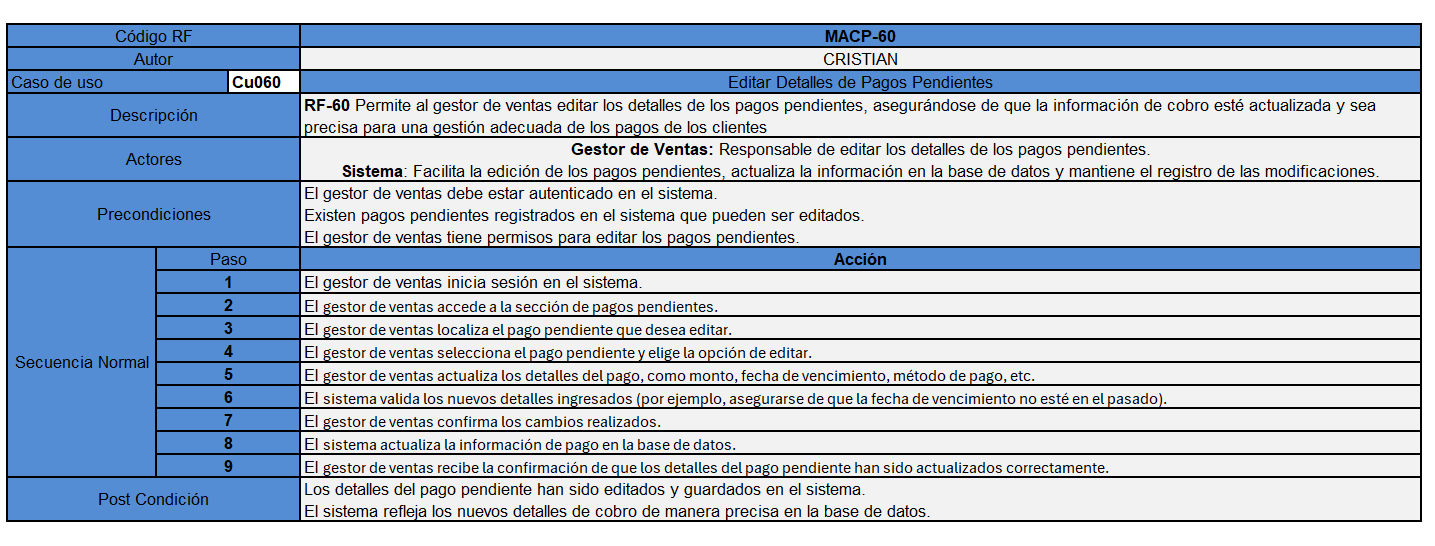 Código RF MACP-60
Autor CRISTIAN
Caso de uso Cu060 Editar Detalles de Pagos Pendientes
Descripción
RF-60 Permite al gestor de ventas editar los detalles de los pagos pendientes, asegurándose de que la información de cobro esté actualizada y sea
precisa para una gestión adecuada de los pagos de los clientes
Actores
Gestor de Ventas: Responsable de editar los detalles de los pagos pendientes.
Sistema: Facilita la edición de los pagos pendientes, actualiza la información en la base de datos y mantiene el registro de las modificaciones.
Precondiciones
El gestor de ventas debe estar autenticado en el sistema.
Existen pagos pendientes registrados en el sistema que pueden ser editados.
El gestor de ventas tiene permisos para editar los pagos pendientes.
Secuencia Normal
Paso Acción
1 El gestor de ventas inicia sesión en el sistema.
2 El gestor de ventas accede a la sección de pagos pendientes.
3 El gestor de ventas localiza el pago pendiente que desea editar.
4 El gestor de ventas selecciona el pago pendiente y elige la opción de editar.
5 El gestor de ventas actualiza los detalles del pago, como monto, fecha de vencimiento, método de pago, etc.
6 El sistema valida los nuevos detalles ingresados (por ejemplo, asegurarse de que la fecha de vencimiento no esté en el pasado).
7 El gestor de ventas confirma los cambios realizados.
8 El sistema actualiza la información de pago en la base de datos.
9 El gestor de ventas recibe la confirmación de que los detalles del pago pendiente han sido actualizados correctamente.
Post Condición
Los detalles del pago pendiente han sido editados y guardados en el sistema.
El sistema refleja los nuevos detalles de cobro de manera precisa en la base de datos.